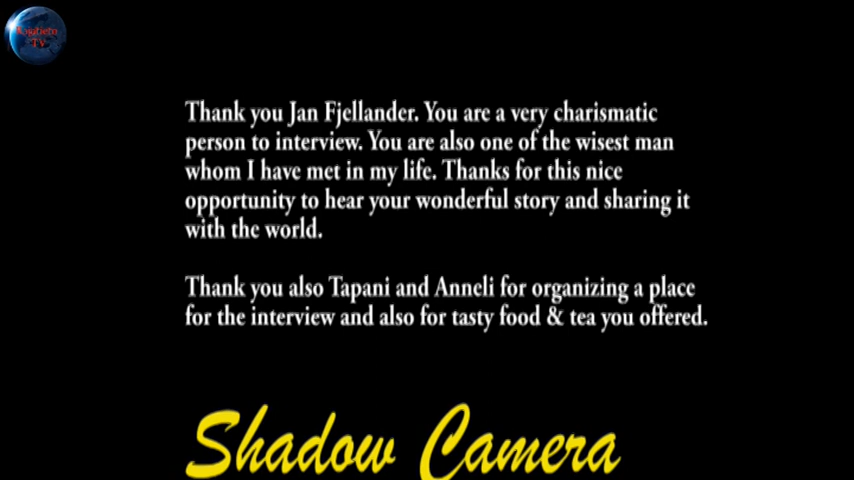 TV
Thank you Jan Fjellander. You are a very charismatic
person to interview. You are also one of the wisest man
whom I have met in my life. Thanks for this nice
opportunity to hear your wonderful story and sharing it
with the world.
Thank you also Tapani and Anneli for organizing a place
for the interview and also for tasty food & tea you offered.
Shadow Camera